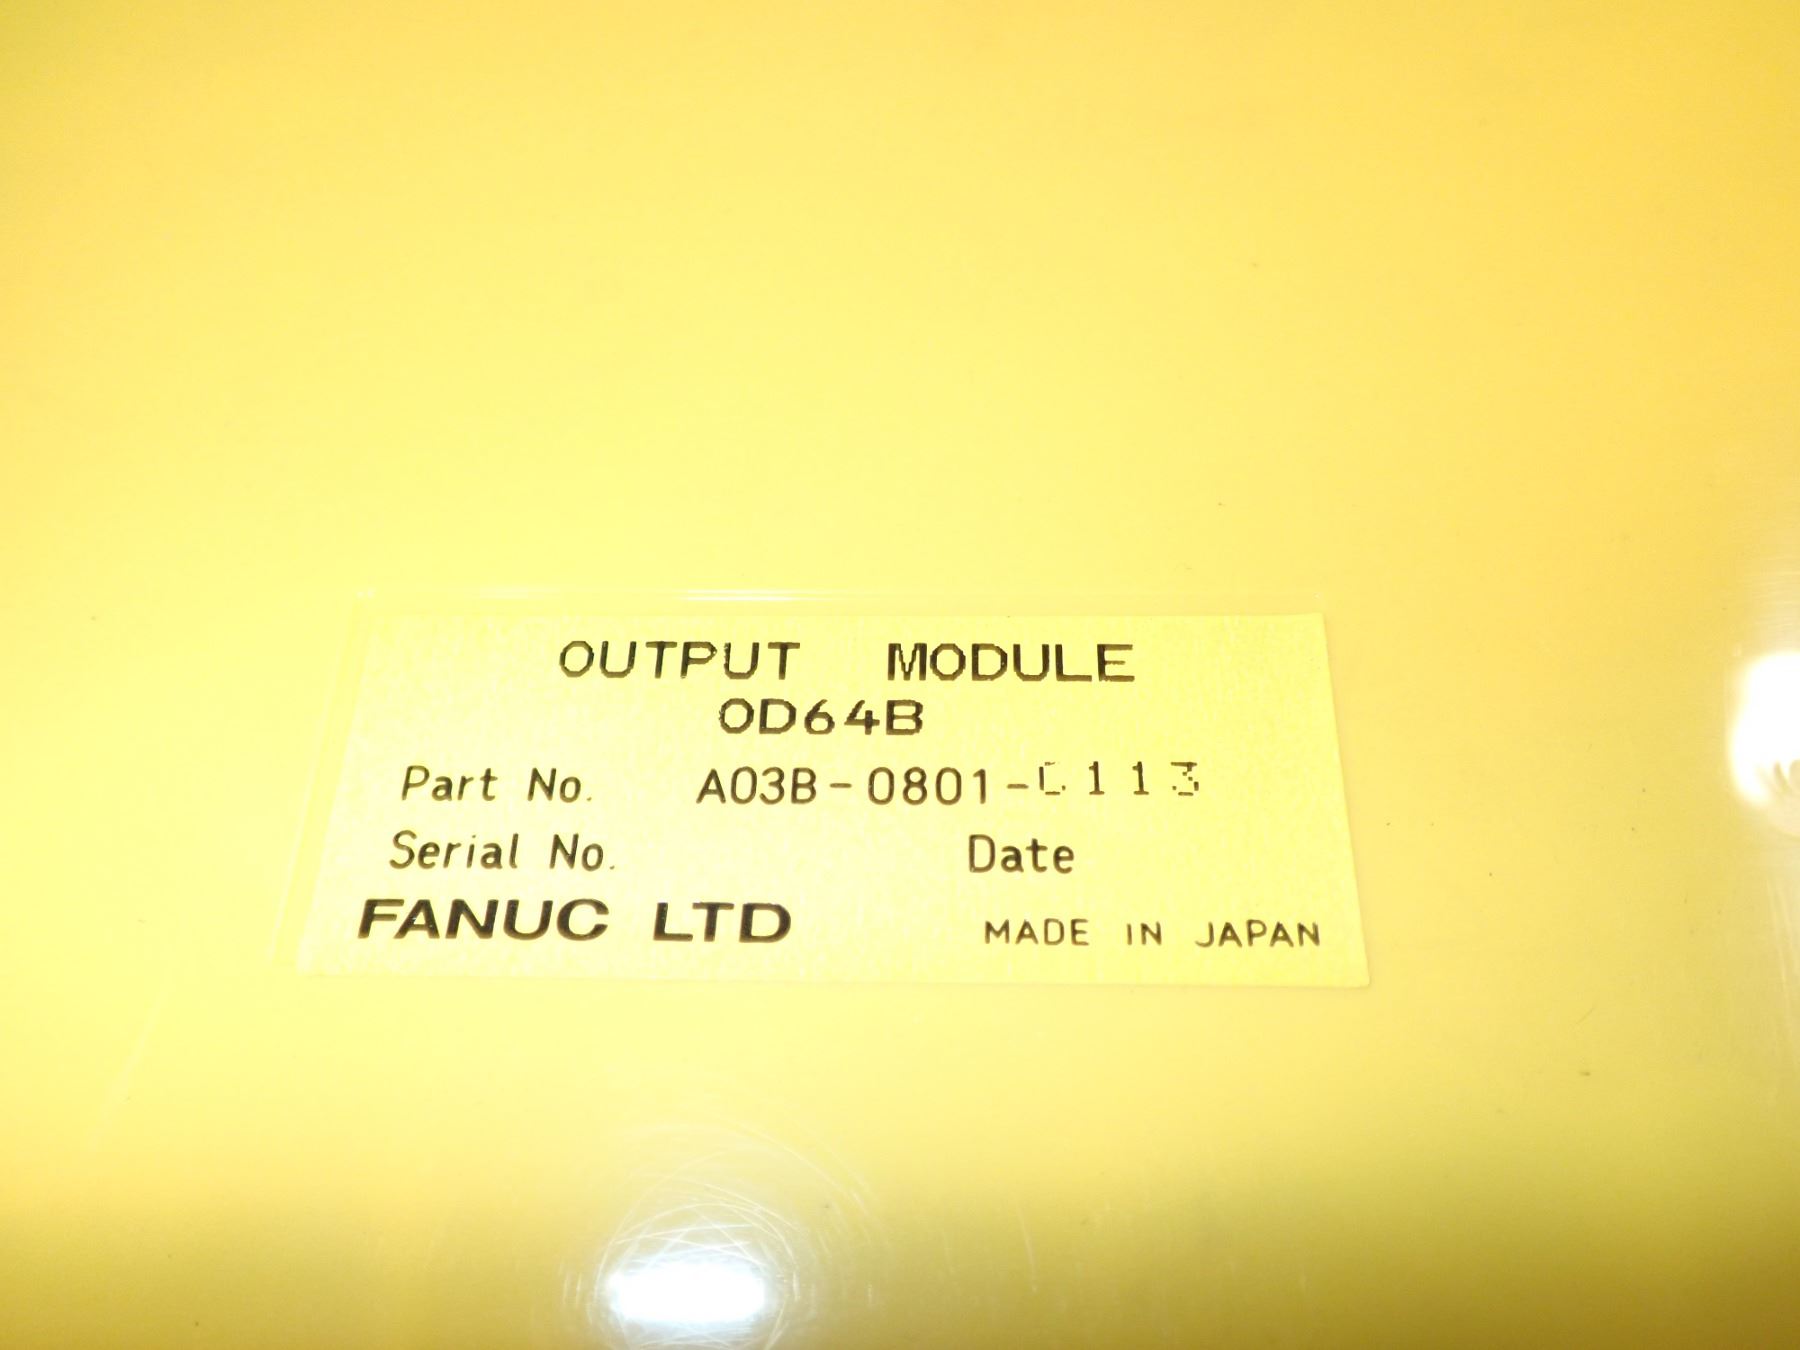 OUTPUT MODULE
OD64B
Part No. A03B-0801-C113
Serial No. Date
FANUC LTD MADE IN JAPAN